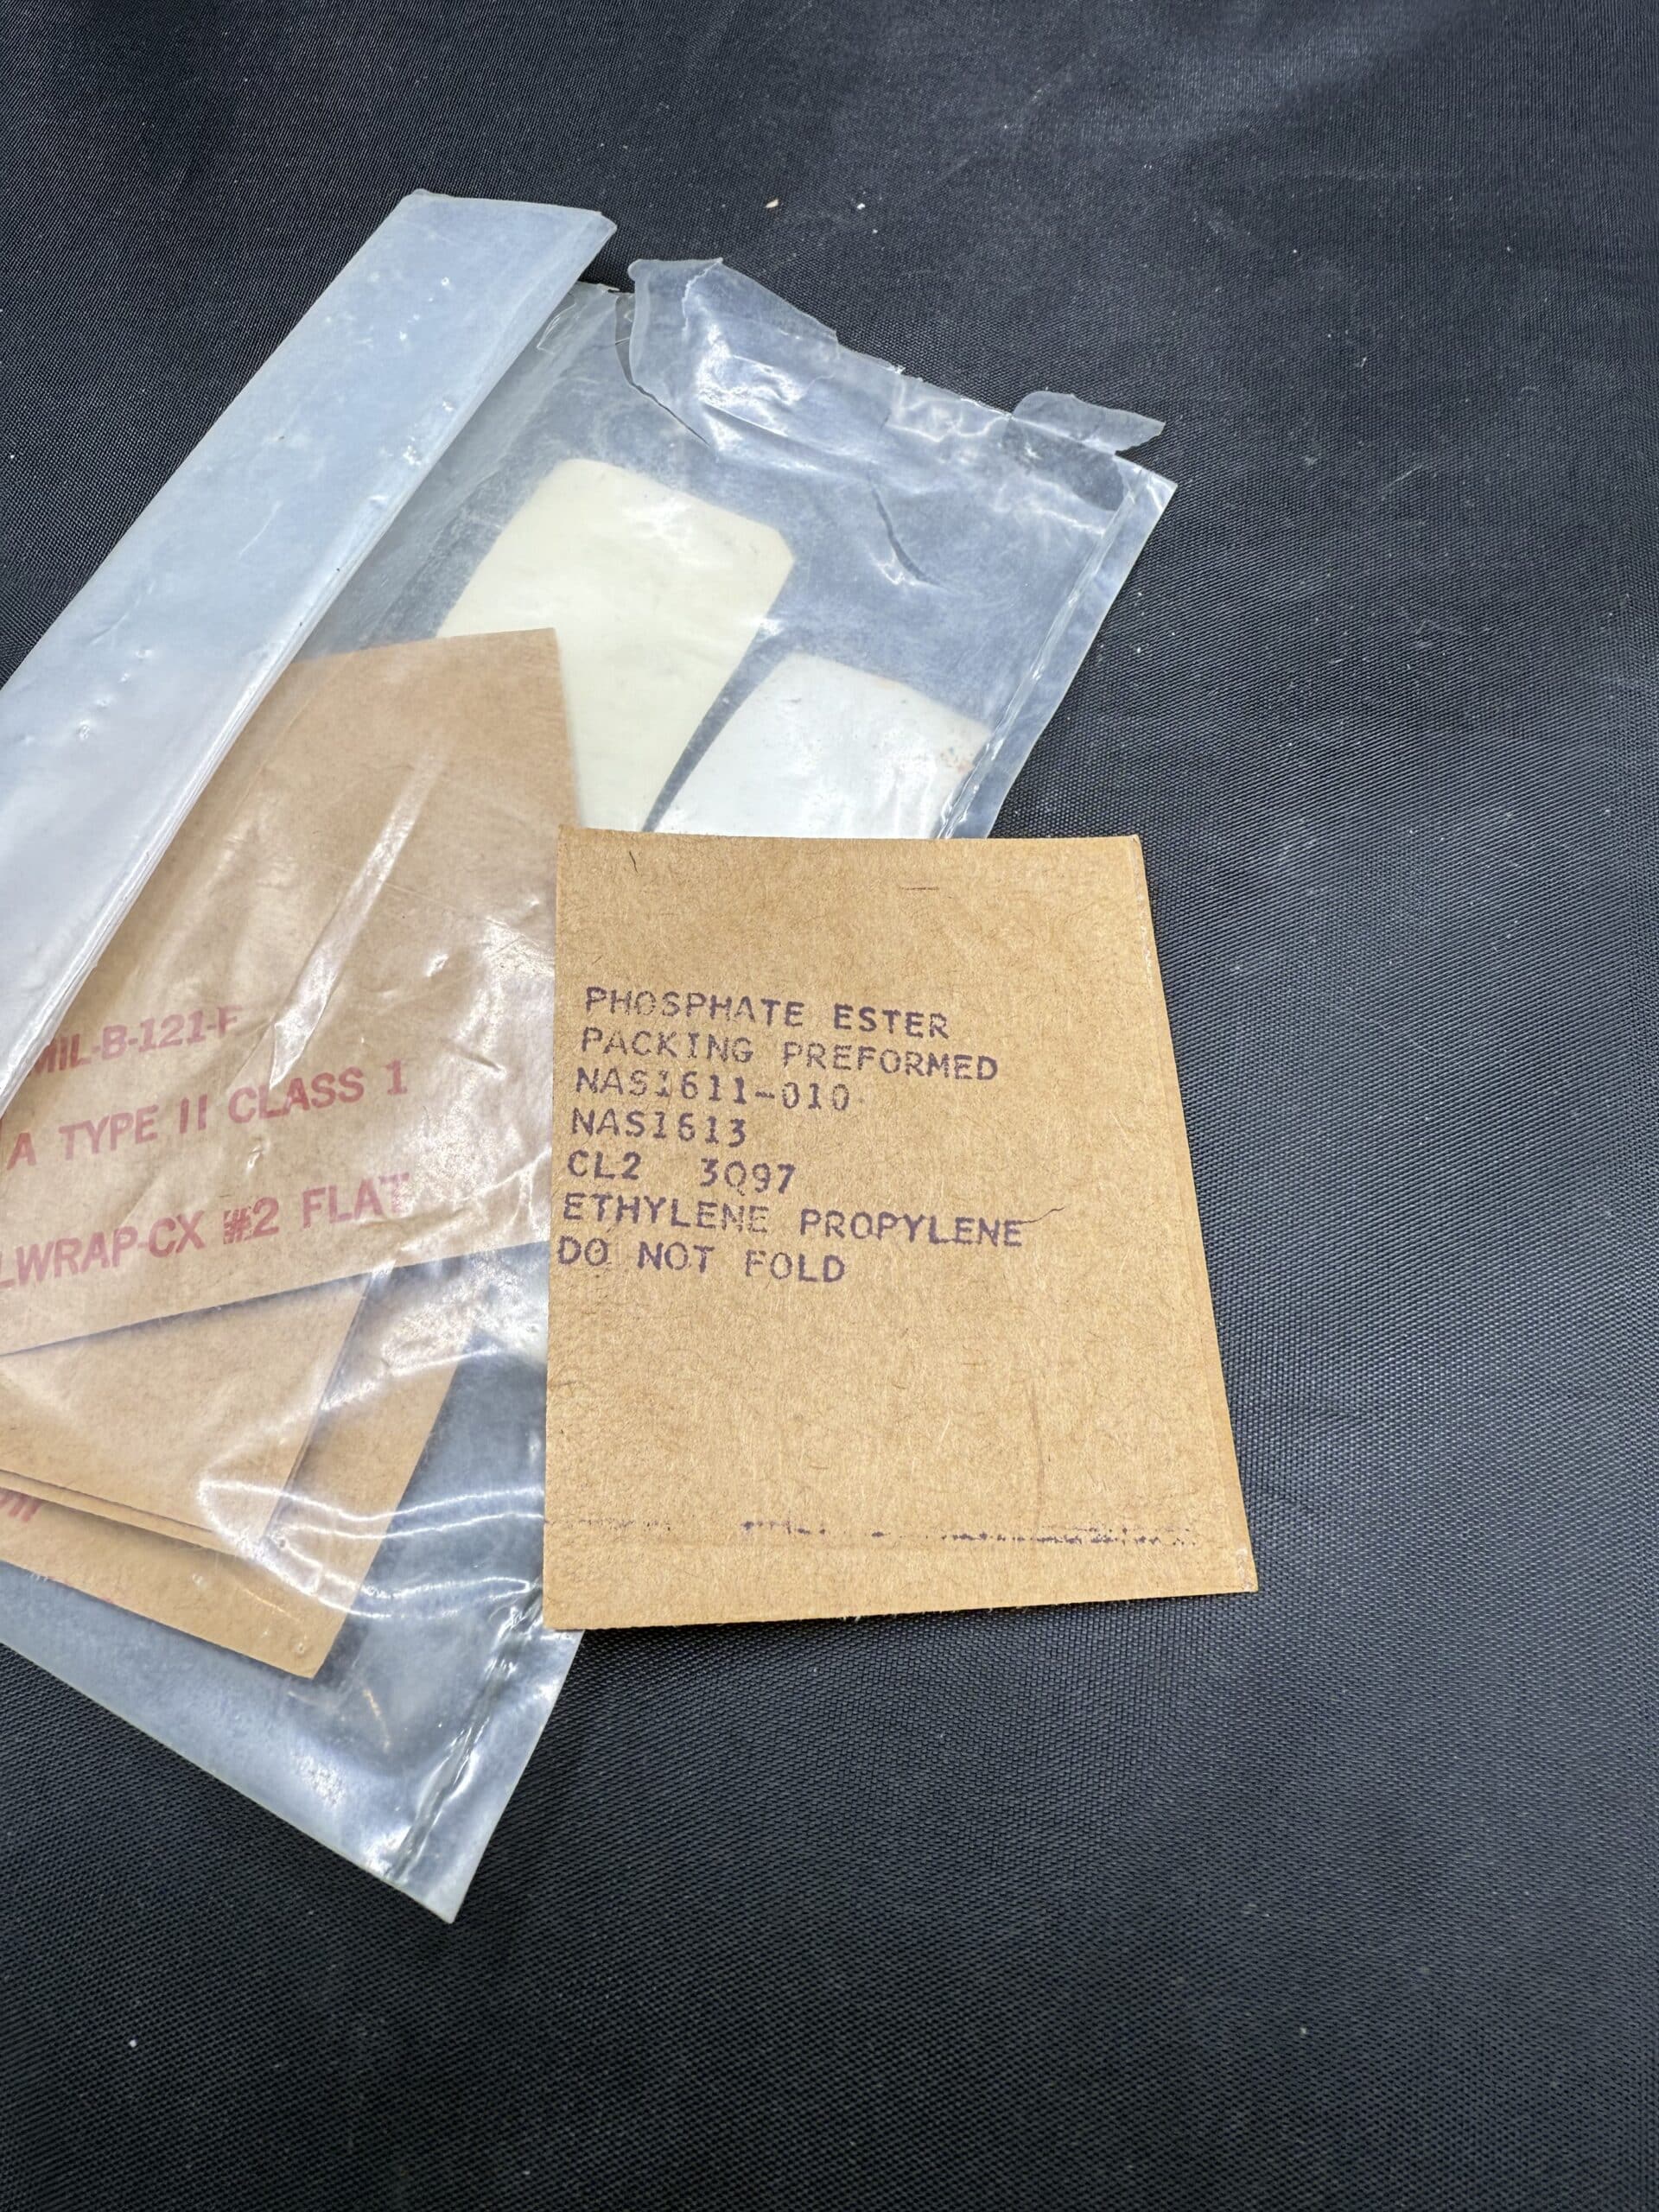 PHOSPHATE ESTER
PACKING PREFORMED
NAS1611-010
NAS1613
CL2 3Q97
ETHYLENE PROPYLENE
DO NOT FOLD
MIL-B-121-F
A TYPE II CLASS 1
LWRAP-CX #2 FLAT